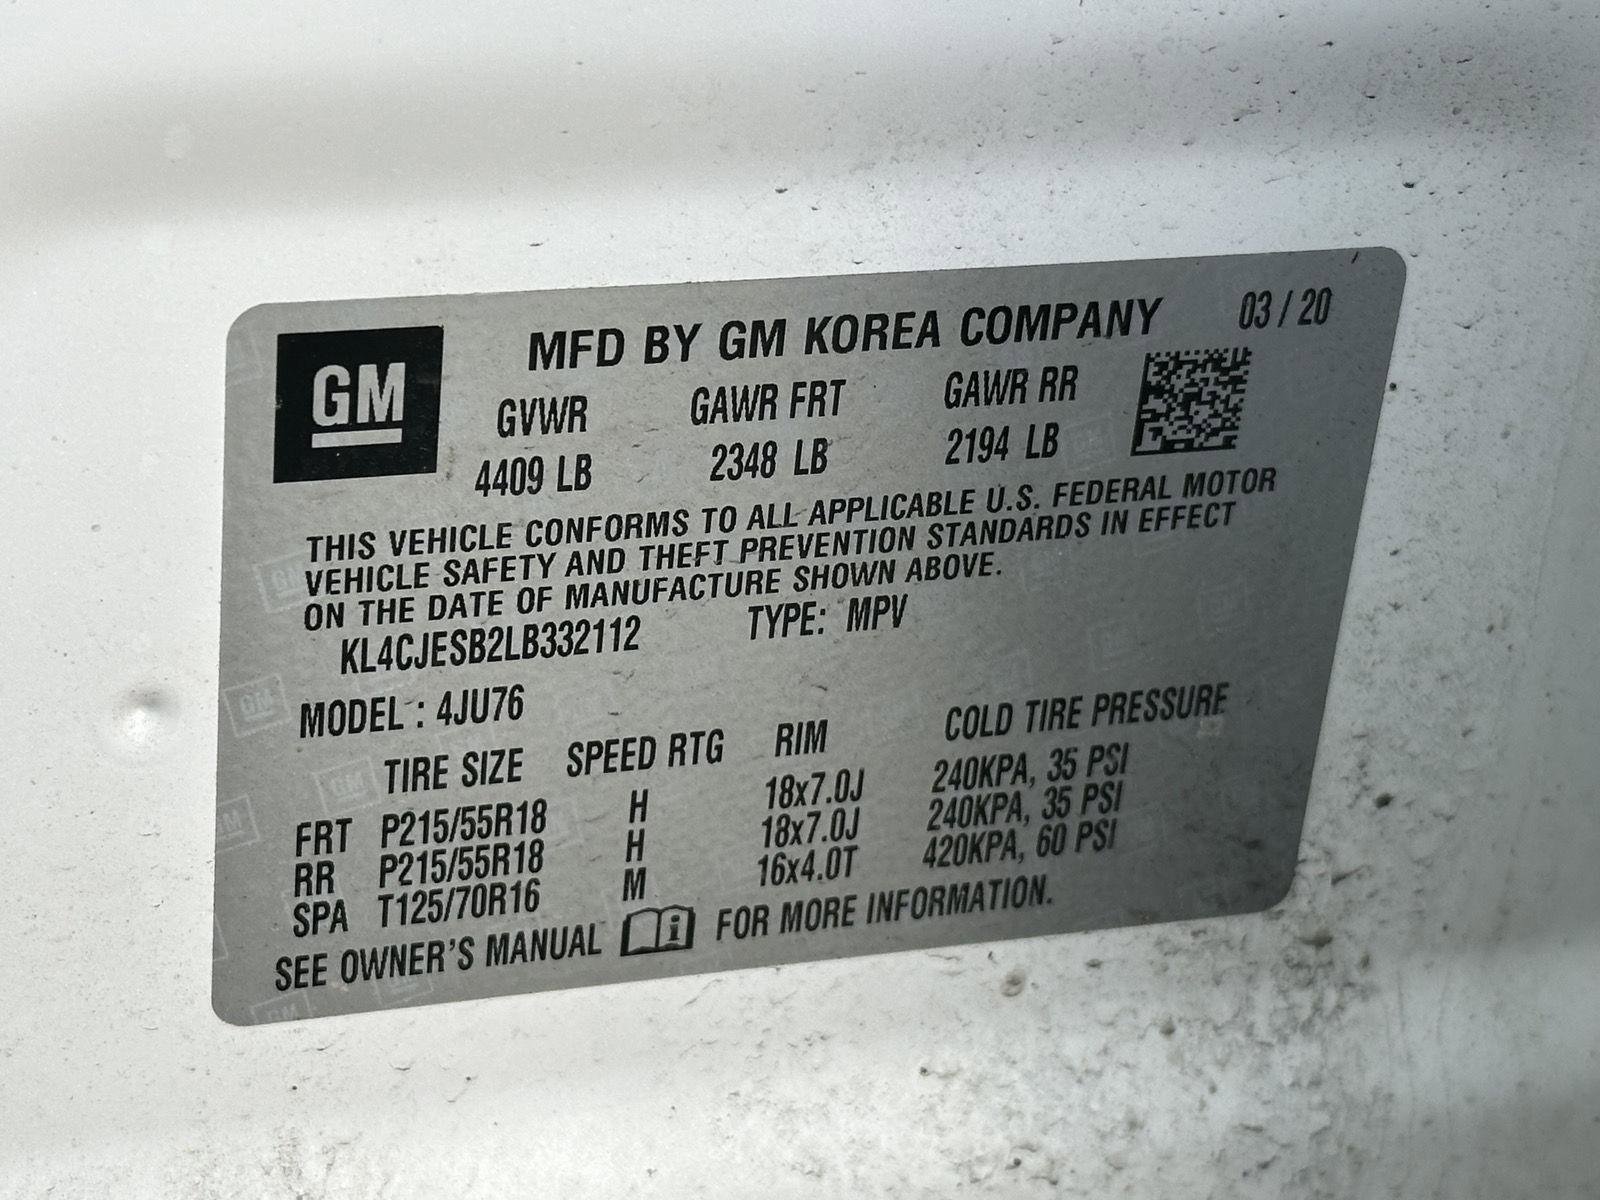 GM
MFD BY GM KOREA COMPANY 03 / 20
GVWR GAWR FRT GAWR RR
4409 LB 2348 LB 2194 LB
THIS VEHICLE CONFORMS TO ALL APPLICABLE U.S. FEDERAL MOTOR
VEHICLE SAFETY AND THEFT PREVENTION STANDARDS IN EFFECT
ON THE DATE OF MANUFACTURE SHOWN ABOVE.
KL4CJESB2LB332112 TYPE: MPV
MODEL : 4JU76
TIRE SIZE SPEED RTG RIM COLD TIRE PRESSURE
FRT P215/55R18 H 18x7.0J 240KPA, 35 PSI
RR P215/55R18 H 18x7.0J 240KPA, 35 PSI
SPA T125/70R16 M 16x4.0T 420KPA, 60 PSI
SEE OWNER'S MANUAL i FOR MORE INFORMATION.